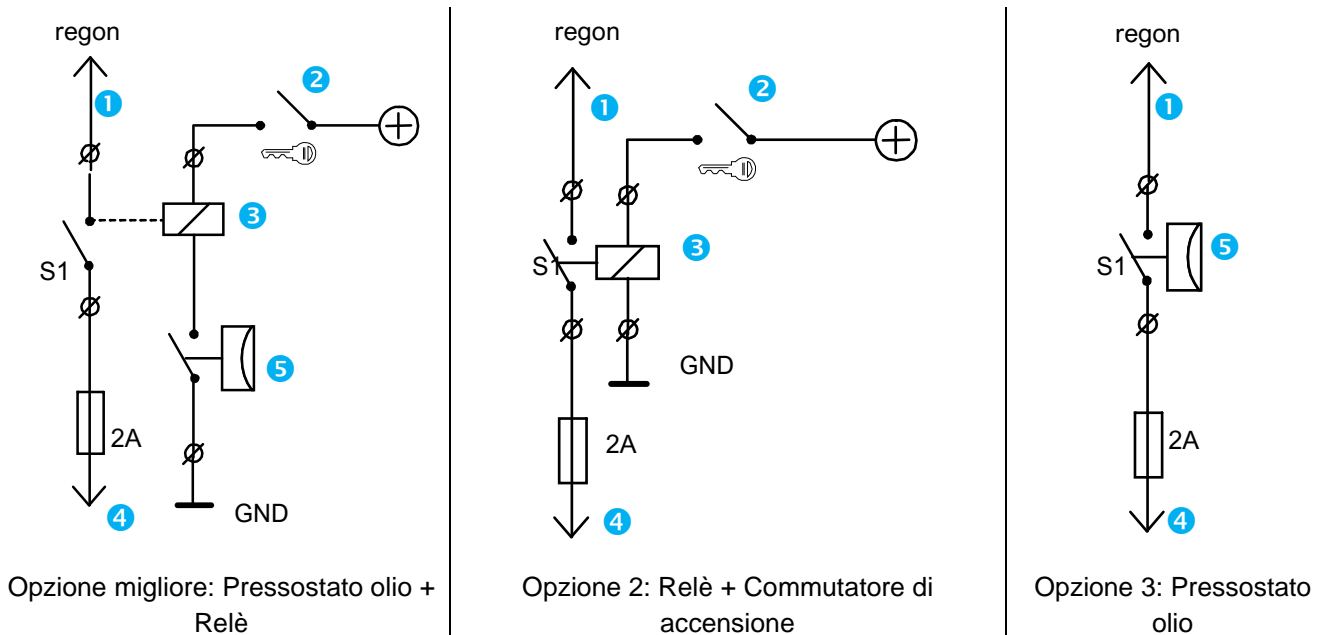 regon
1
2
3
S1
5
2A
GND
4
Opzione migliore: Pressostato olio +
Relè
regon
1
2
3
S1
GND
2A
4
Opzione 2: Relè + Commutatore di
accensione
regon
1
S1
5
2A
4
Opzione 3: Pressostato
olio